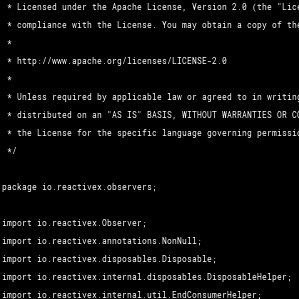 * Licensed under the Apache License, Version 2.0 (the "Lice
* compliance with the License. You may obtain a copy of the
*
* http://www.apache.org/licenses/LICENSE-2.0
*
* Unless required by applicable law or agreed to in writing
* distributed on an "AS IS" BASIS, WITHOUT WARRANTIES OR CO
* the License for the specific language governing permissio
*/
package io.reactivex.observers;
import io.reactivex.Observer;
import io.reactivex.annotations.NonNull;
import io.reactivex.disposables.Disposable;
import io.reactivex.internal.disposables.DisposableHelper;
import io.reactivex.internal.util.EndConsumerHelper;